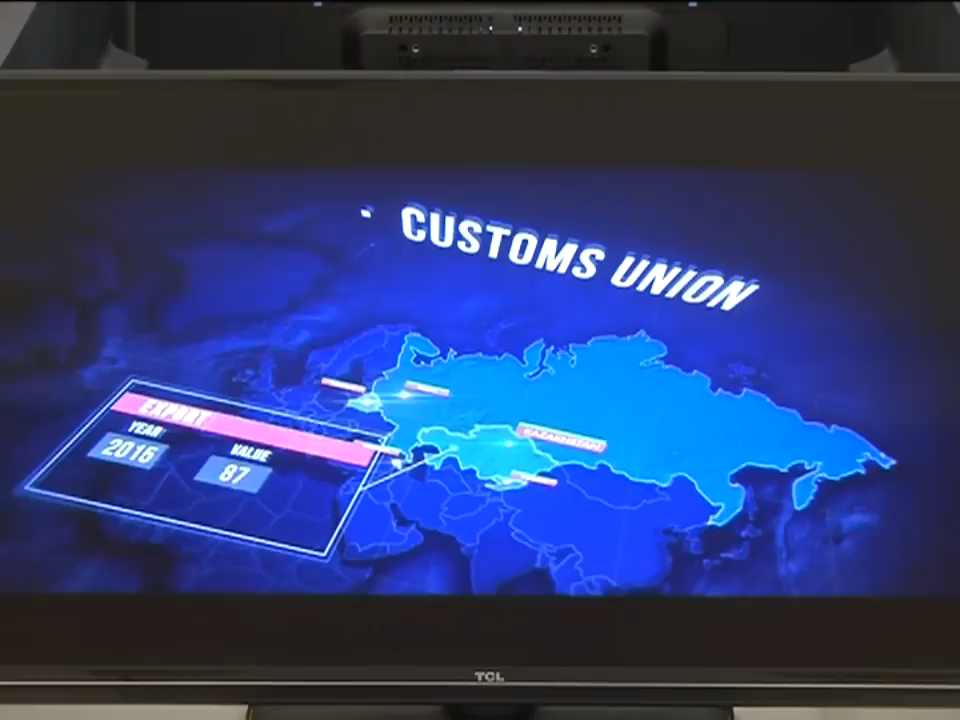 CUSTOMS UNION
EXPORT
YEAR
2015
VALUE
87
KAZAKHSTAN
TCL